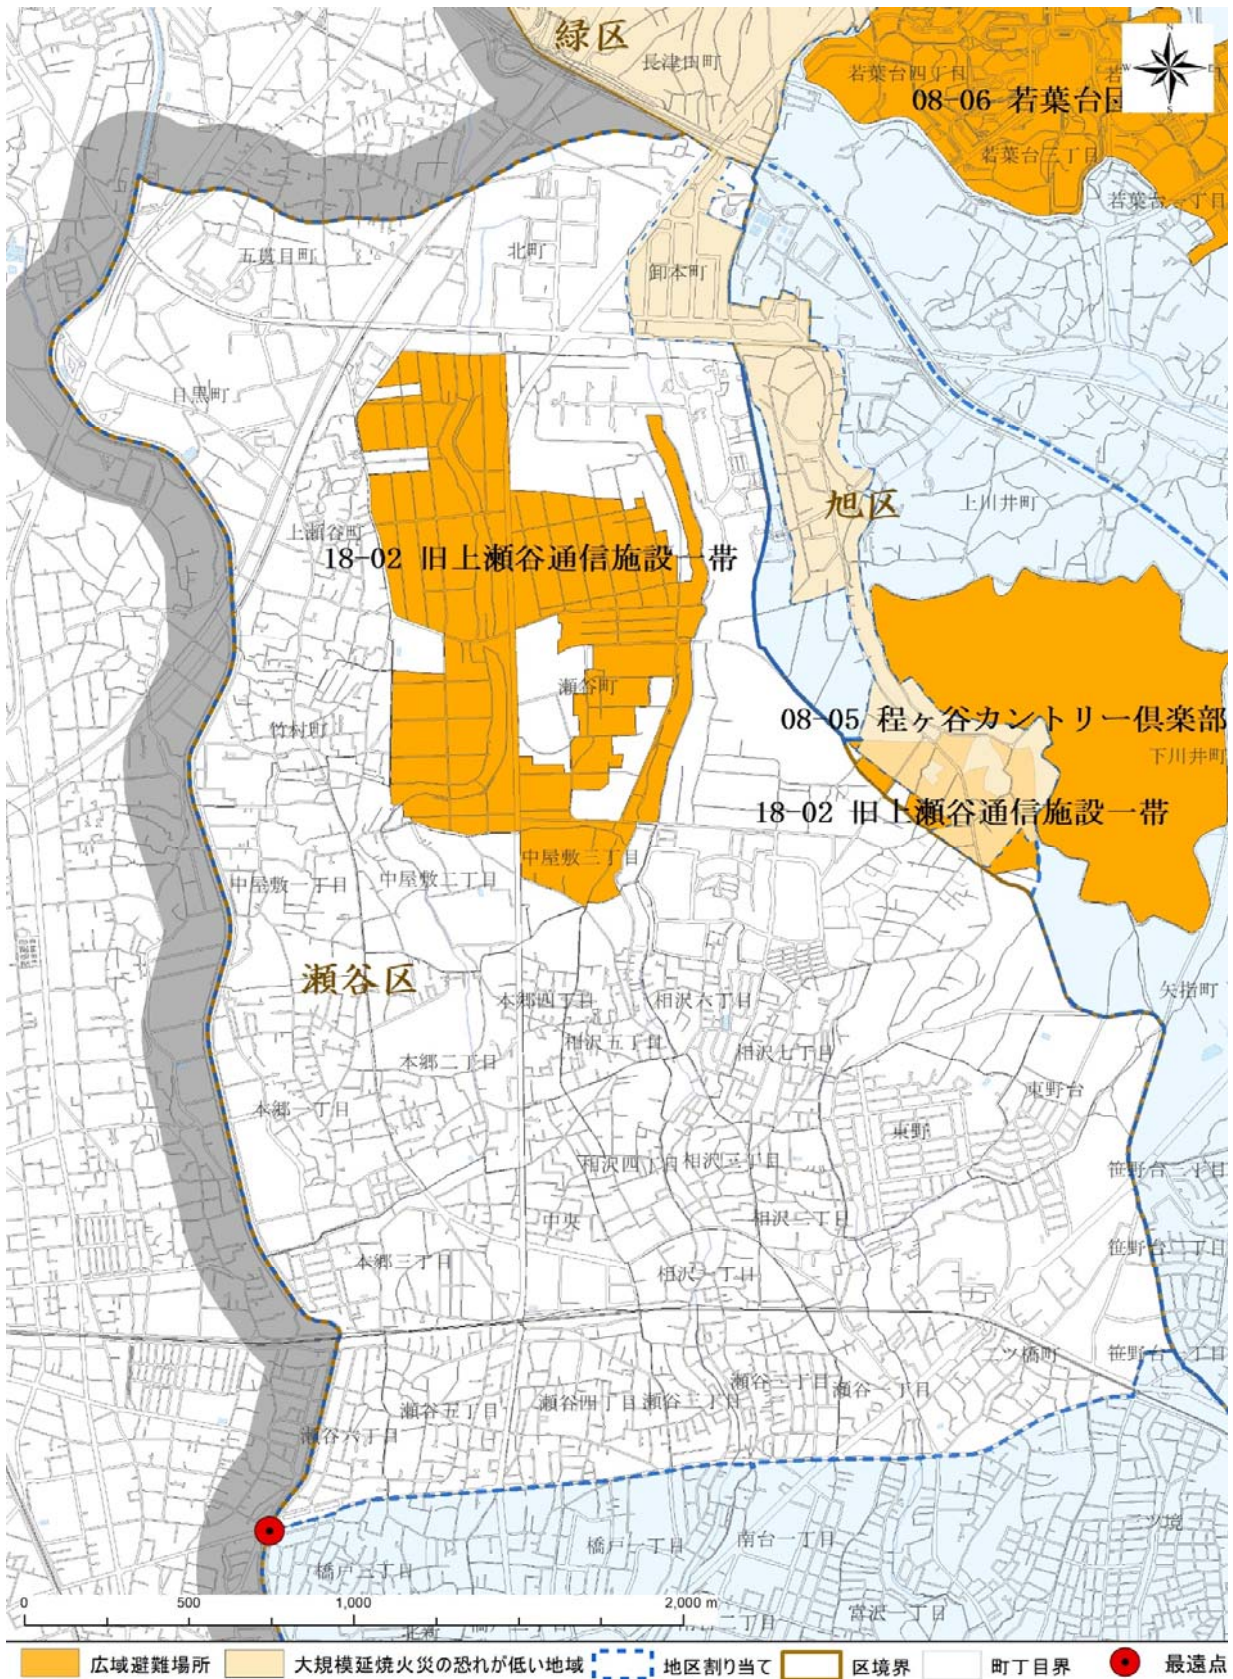 緑区
長津田町
若葉台四丁目
08-06 若葉台団
若葉台三丁目
若葉台一丁目
N
W
E
S
五貫目町
北町
卸本町
目黒町
旭区
上川井町
上瀬谷町
18-02 旧上瀬谷通信施設一帯
瀬谷町
竹村町
08-05 程ヶ谷カントリー倶楽部
下川井町
18-02 旧上瀬谷通信施設一帯
中屋敷三丁目
中屋敷一丁目
中屋敷二丁目
瀬谷区
本郷四丁目
相沢六丁目
矢指町
相沢五丁目
相沢七丁目
本郷二丁目
本郷一丁目
東野台
東野
相沢四丁目
相沢三丁目
笹野台三丁目
中央
相沢二丁目
本郷三丁目
笹野台二丁目
相沢一丁目
二ツ橋町
笹野台一丁目
瀬谷五丁目
瀬谷四丁目
瀬谷三丁目
瀬谷二丁目
瀬谷一丁目
瀬谷六丁目
橋戸一丁目
南台一丁目
二ツ境
橋戸二丁目
宮沢一丁目
0 500 1,000 2,000 m
広域避難場所 大規模延焼火災の恐れが低い地域 地区割り当て 区境界 町丁目界 最遠点